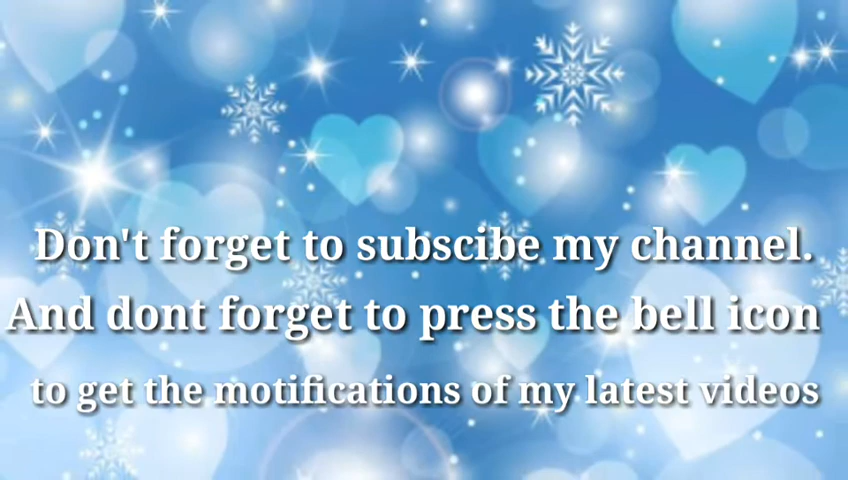 Don't forget to subscibe my channel.
And dont forget to press the bell icon
to get the motifications of my latest videos